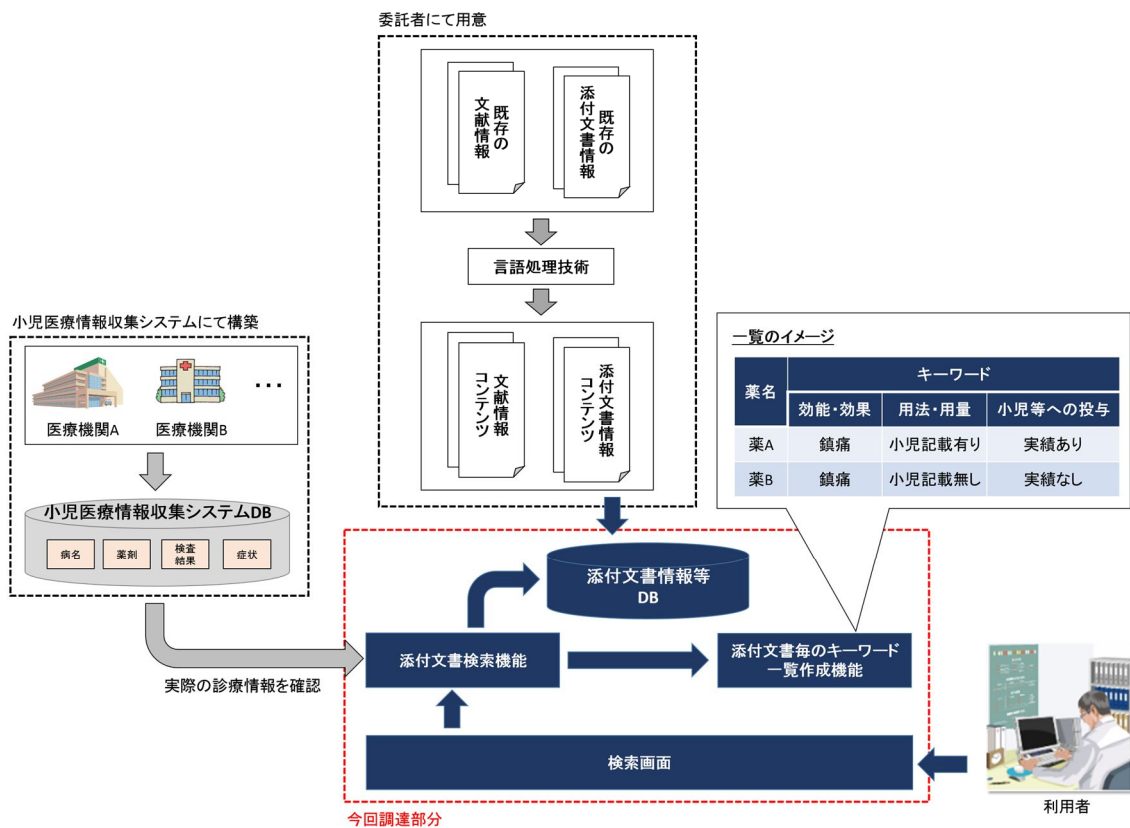 委託者にて用意
既存の
文献情報
既存の
添付文書情報
言語処理技術
文献情報
コンテンツ
添付文書情報
コンテンツ
小児医療情報収集システムにて構築
医療機関A
医療機関B
・・・
小児医療情報収集システムDB
病名
薬剤
検査
結果
症状
実際の診療情報を確認
一覧のイメージ
薬名
キーワード
効能・効果
用法・用量
小児等への投与
薬A
鎮痛
小児記載有り
実績あり
薬B
鎮痛
小児記載無し
実績なし
添付文書情報等
DB
添付文書検索機能
添付文書毎のキーワード
一覧作成機能
検索画面
利用者
今回調達部分